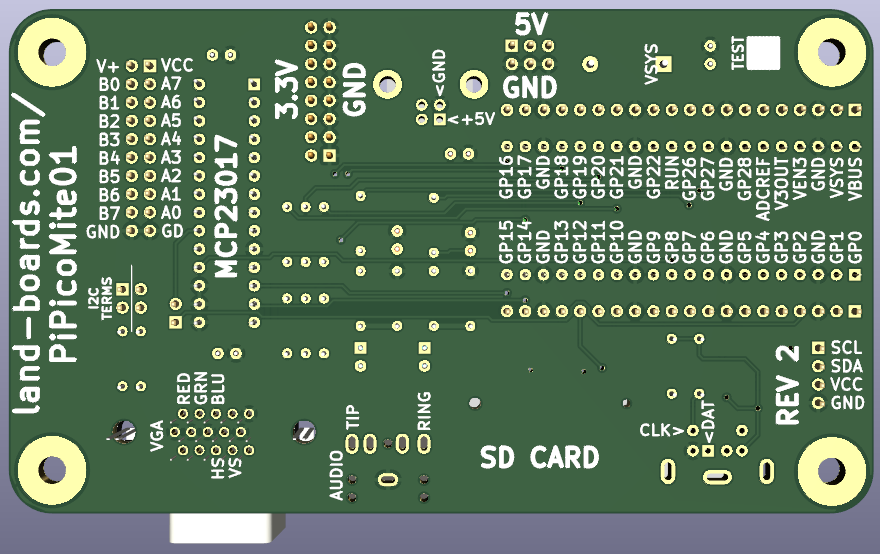 land-boards.com/
PiPicoMite01
V+ VCC
B0 A7
B1 A6
B2 A5
B3 A4
B4 A3
B5 A2
B6 A1
B7 A0
GND GD
MCP23017
3.3V
GND
<GND
<+5V
5V
GND
VSYS
TEST
GP16
GP17
GND
GP18
GP19
GP20
GP21
GND
GP22
RUN
GP26
GP27
GND
GP28
ADCREF
V3OUT
VEN3
GND
VSYS
VBUS
GP15
GP14
GND
GP13
GP12
GP11
GP10
GND
GP9
GP8
GP7
GP6
GND
GP5
GP4
GP3
GP2
GND
GP1
GP0
I2C
TERMS
RED
GRN
BLU
VGA
HS
VS
AUDIO
TIP
RING
SD CARD
CLK>
<DAT
REV 2
SCL
SDA
VCC
GND